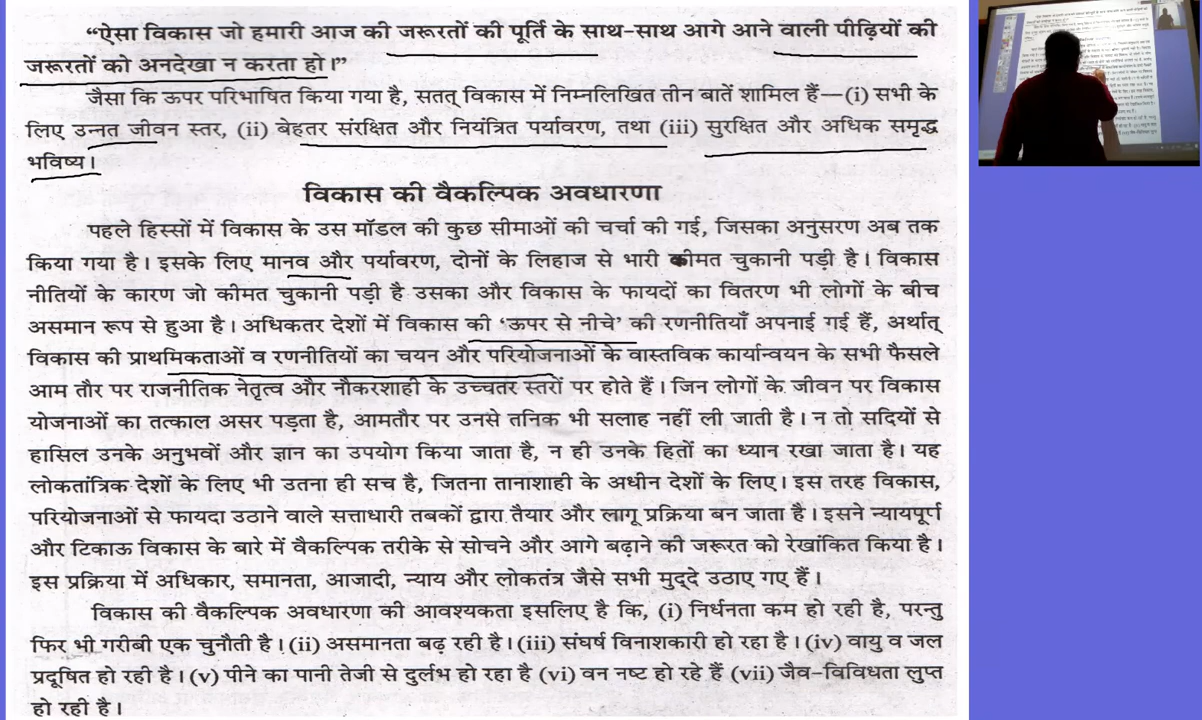 “ऐसा विकास जो हमारी आज की जरूरतों की पूर्ति के साथ-साथ आगे आने वाली पीढ़ियों की
जरूरतों को अनदेखा न करता हो।”
जैसा कि ऊपर परिभाषित किया गया है, सतत् विकास में निम्नलिखित तीन बातें शामिल हैं—(i) सभी के
लिए उन्नत जीवन स्तर, (ii) बेहतर संरक्षित और नियंत्रित पर्यावरण, तथा (iii) सुरक्षित और अधिक समृद्ध
भविष्य।
विकास की वैकल्पिक अवधारणा
पहले हिस्सों में विकास के उस मॉडल की कुछ सीमाओं की चर्चा की गई, जिसका अनुसरण अब तक
किया गया है। इसके लिए मानव और पर्यावरण, दोनों के लिहाज से भारी कीमत चुकानी पड़ी है। विकास
नीतियों के कारण जो कीमत चुकानी पड़ी है उसका और विकास के फायदों का वितरण भी लोगों के बीच
असमान रूप से हुआ है। अधिकतर देशों में विकास की ‘ऊपर से नीचे’ की रणनीतियाँ अपनाई गई हैं, अर्थात्
विकास की प्राथमिकताओं व रणनीतियों का चयन और परियोजनाओं के वास्तविक कार्यान्वयन के सभी फैसले
आम तौर पर राजनीतिक नेतृत्व और नौकरशाही के उच्चतर स्तरों पर होते हैं। जिन लोगों के जीवन पर विकास
योजनाओं का तत्काल असर पड़ता है, आमतौर पर उनसे तनिक भी सलाह नहीं ली जाती है। न तो सदियों से
हासिल उनके अनुभवों और ज्ञान का उपयोग किया जाता है, न ही उनके हितों का ध्यान रखा जाता है। यह
लोकतांत्रिक देशों के लिए भी उतना ही सच है, जितना तानाशाही के अधीन देशों के लिए। इस तरह विकास,
परियोजनाओं से फायदा उठाने वाले सत्ताधारी तबकों द्वारा तैयार और लागू प्रक्रिया बन जाता है। इसने न्यायपूर्ण
और टिकाऊ विकास के बारे में वैकल्पिक तरीके से सोचने और आगे बढ़ाने की जरूरत को रेखांकित किया है।
इस प्रक्रिया में अधिकार, समानता, आजादी, न्याय और लोकतंत्र जैसे सभी मुद्दे उठाए गए हैं।
विकास की वैकल्पिक अवधारणा की आवश्यकता इसलिए है कि, (i) निर्धनता कम हो रही है, परन्तु
फिर भी गरीबी एक चुनौती है। (ii) असमानता बढ़ रही है। (iii) संघर्ष विनाशकारी हो रहा है। (iv) वायु व जल
प्रदूषित हो रही है। (v) पीने का पानी तेजी से दुर्लभ हो रहा है (vi) वन नष्ट हो रहे हैं (vii) जैव-विविधता लुप्त
हो रही है।